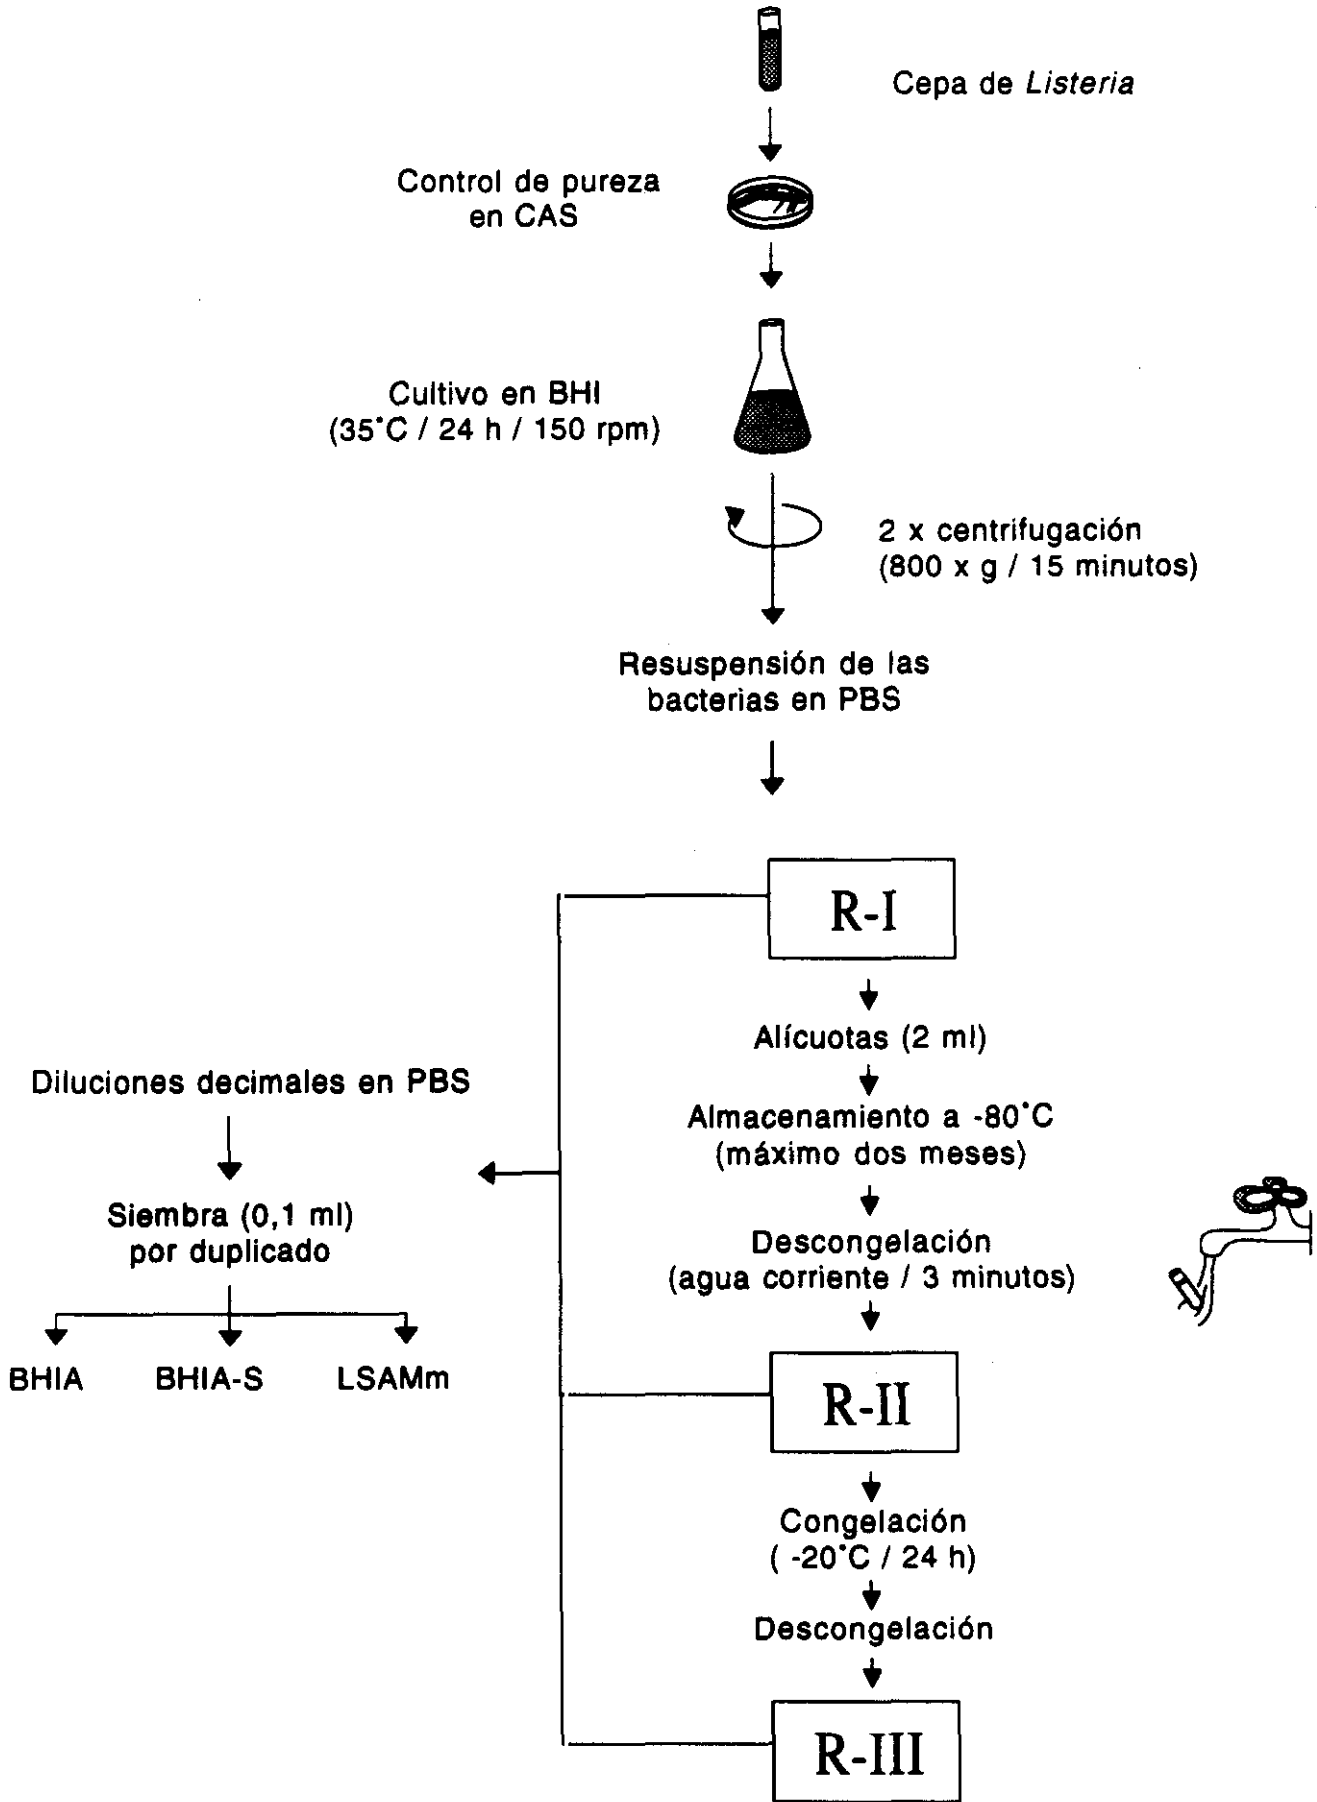 Cepa de Listeria
Control de pureza
en CAS
Cultivo en BHI
(35°C / 24 h / 150 rpm)
2 x centrifugación
(800 x g / 15 minutos)
Resuspensión de las
bacterias en PBS
R-I
Alícuotas (2 ml)
Almacenamiento a -80°C
(máximo dos meses)
Descongelación
(agua corriente / 3 minutos)
R-II
Congelación
( -20°C / 24 h)
Descongelación
R-III
Diluciones decimales en PBS
Siembra (0,1 ml)
por duplicado
BHIA
BHIA-S
LSAMm